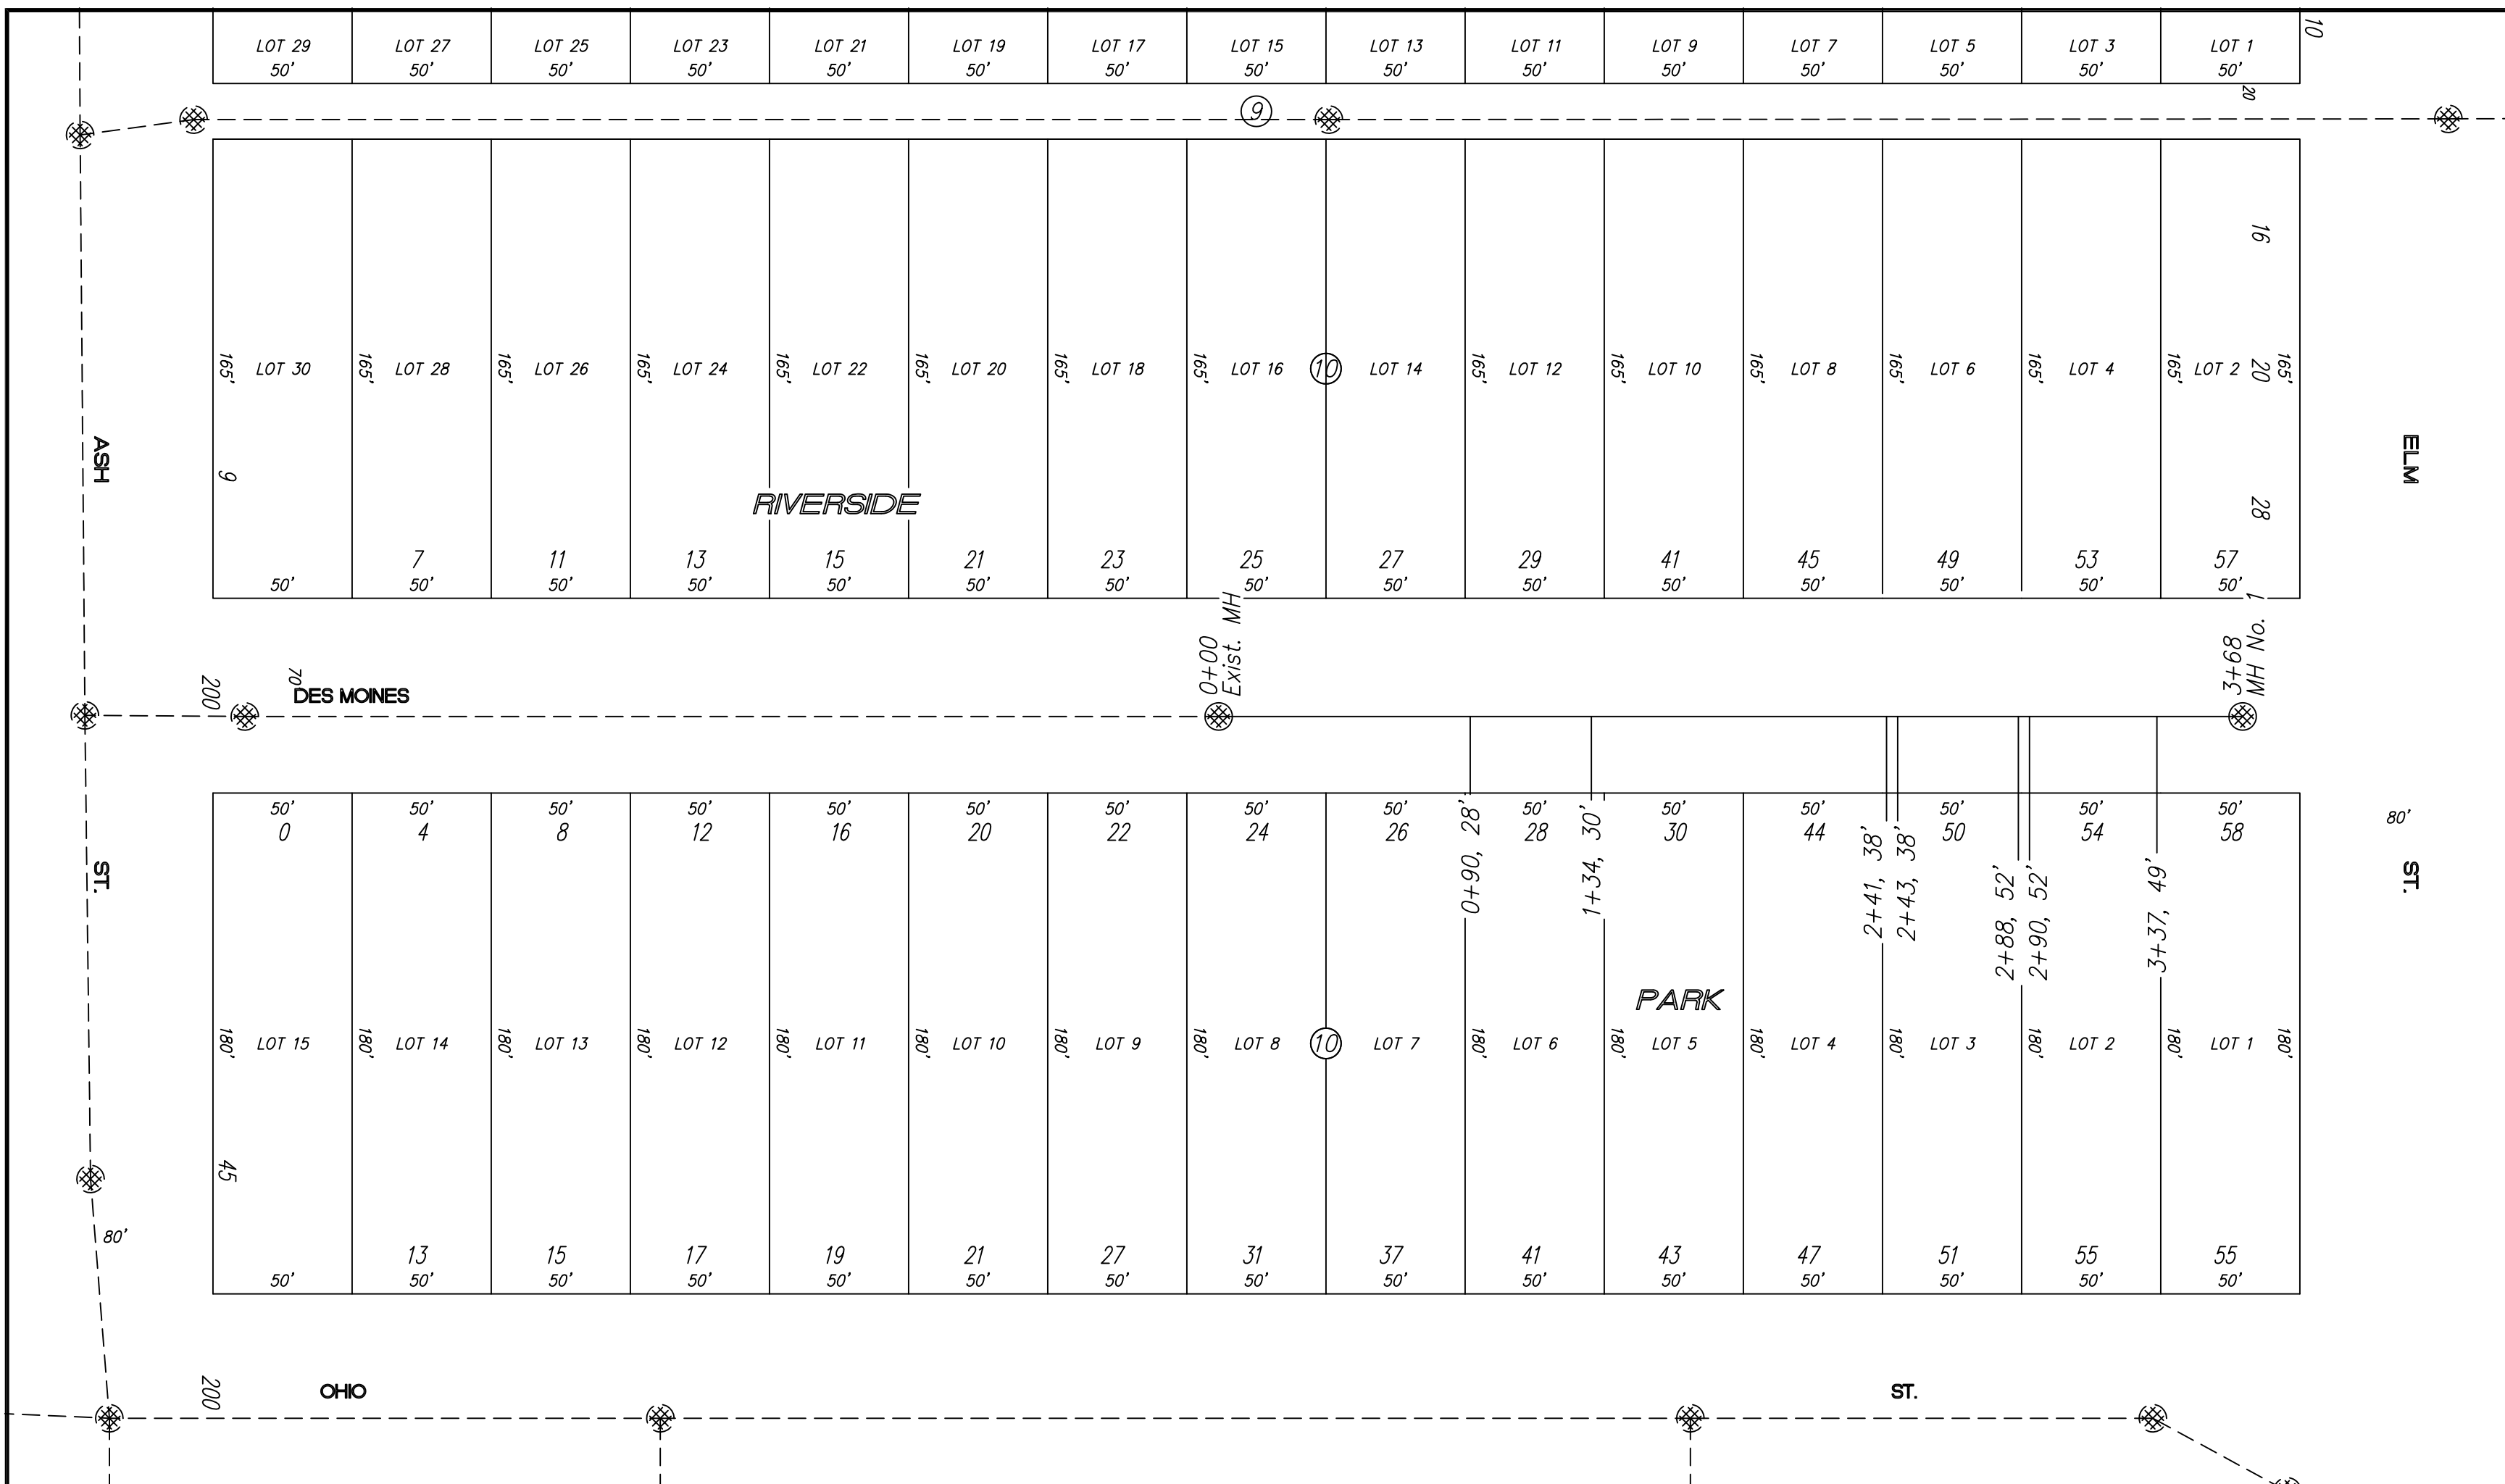 LOT 29 LOT 27 LOT 25 LOT 23 LOT 21 LOT 19 LOT 17 LOT 15 LOT 13 LOT 11 LOT 9 LOT 7 LOT 5 LOT 3 LOT 1 10
50' 50' 50' 50' 50' 50' 50' 50' 50' 50' 50' 50' 50' 50' 50'
20
9
16
165' LOT 30 165' LOT 28 165' LOT 26 165' LOT 24 165' LOT 22 165' LOT 20 165' LOT 18 165' LOT 16 10 LOT 14 165' LOT 12 165' LOT 10 165' LOT 8 165' LOT 6 165' LOT 4 165' LOT 2 20 165'
ASH
ELM
9
RIVERSIDE
28
7 11 13 15 21 23 25 27 29 41 45 49 53 57
50' 50' 50' 50' 50' 50' 50' 50' 50' 50' 50' 50' 50' 50' 50'
0+00
Exist. MH
3+68
MH No. 1
200
70'
DES MOINES
50' 50' 50' 50' 50' 50' 50' 50' 50' 50' 50' 50' 50' 50' 50'
80'
0 4 8 12 16 20 22 24 26 28 30 44 50 54 58
0+90, 28'
1+34, 30'
2+41, 38'
2+43, 38'
2+88, 52'
2+90, 52'
3+37, 49'
ST.
ST.
PARK
180' LOT 15 180' LOT 14 180' LOT 13 180' LOT 12 180' LOT 11 180' LOT 10 180' LOT 9 180' LOT 8 10 LOT 7 180' LOT 6 180' LOT 5 180' LOT 4 180' LOT 3 180' LOT 2 180' LOT 1 180'
45
80'
13 15 17 19 21 27 31 37 41 43 47 51 55 55
50' 50' 50' 50' 50' 50' 50' 50' 50' 50' 50' 50' 50' 50' 50'
200
OHIO ST.